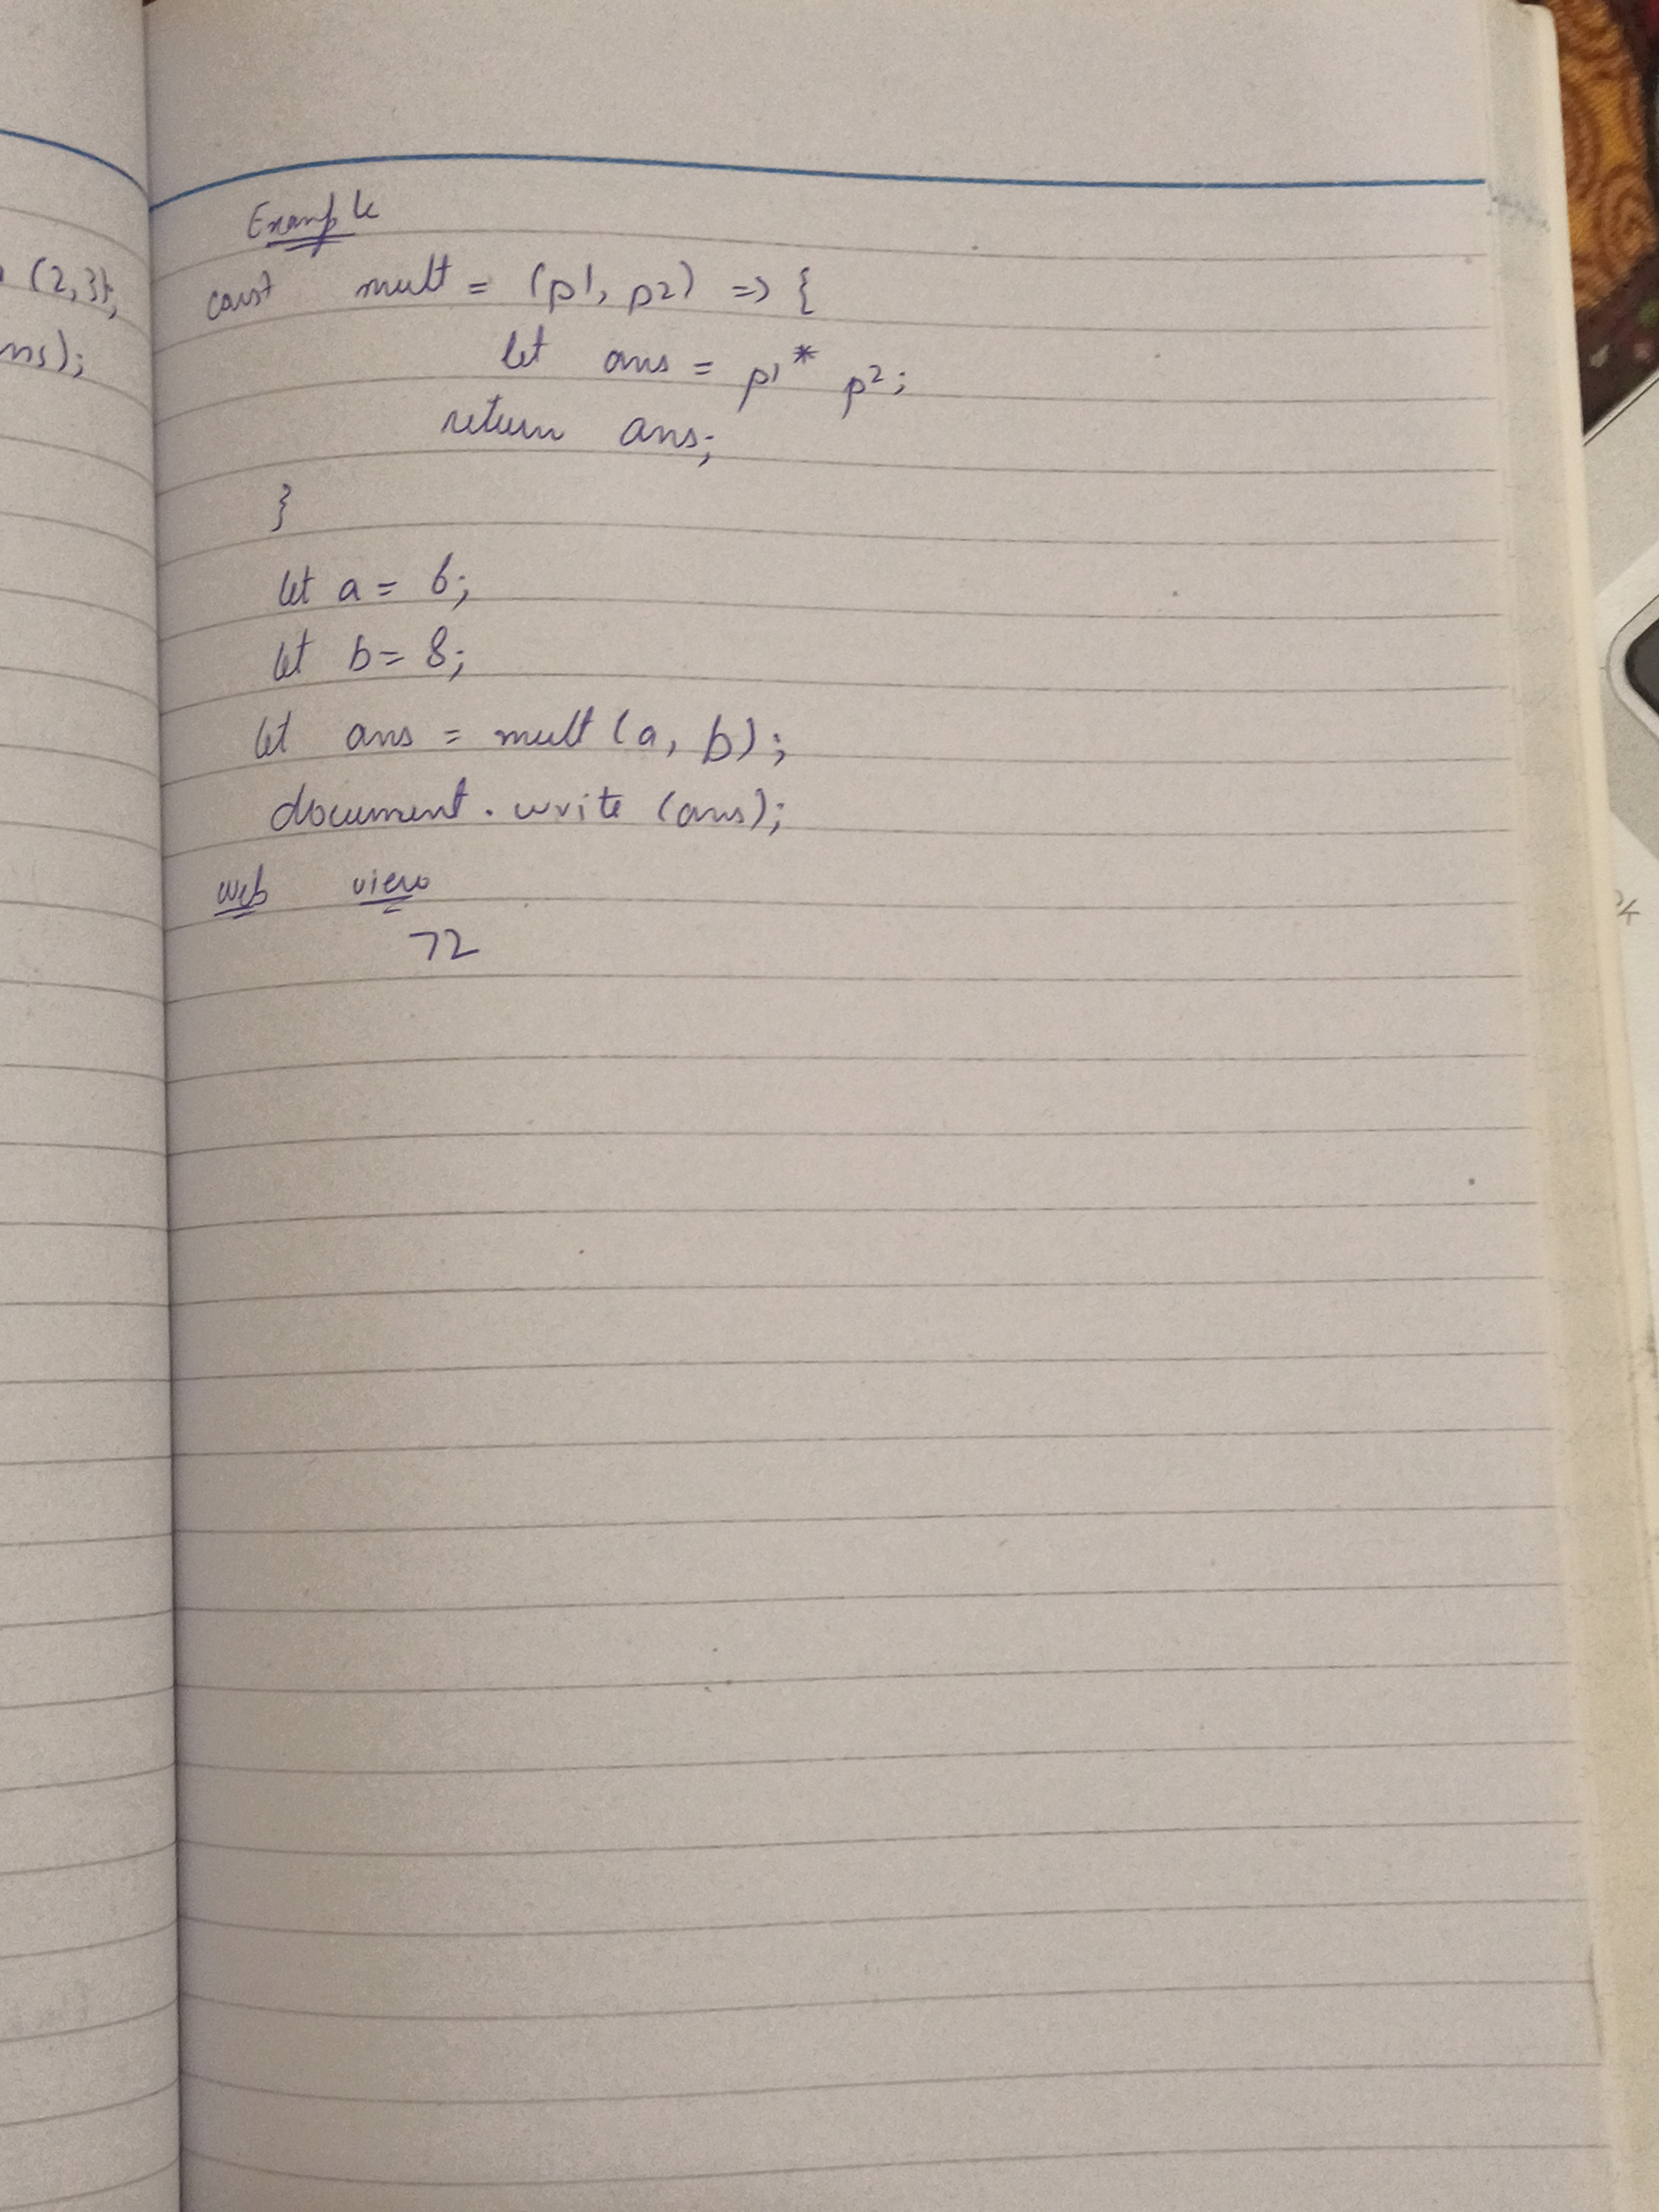 (2,3);
ns);
Example
const mult = (p1, p2) => {
let ans = p1 * p2;
return ans;
}
let a = 6;
let b = 8;
let ans = mult (a, b);
document.write (ans);
web view
72